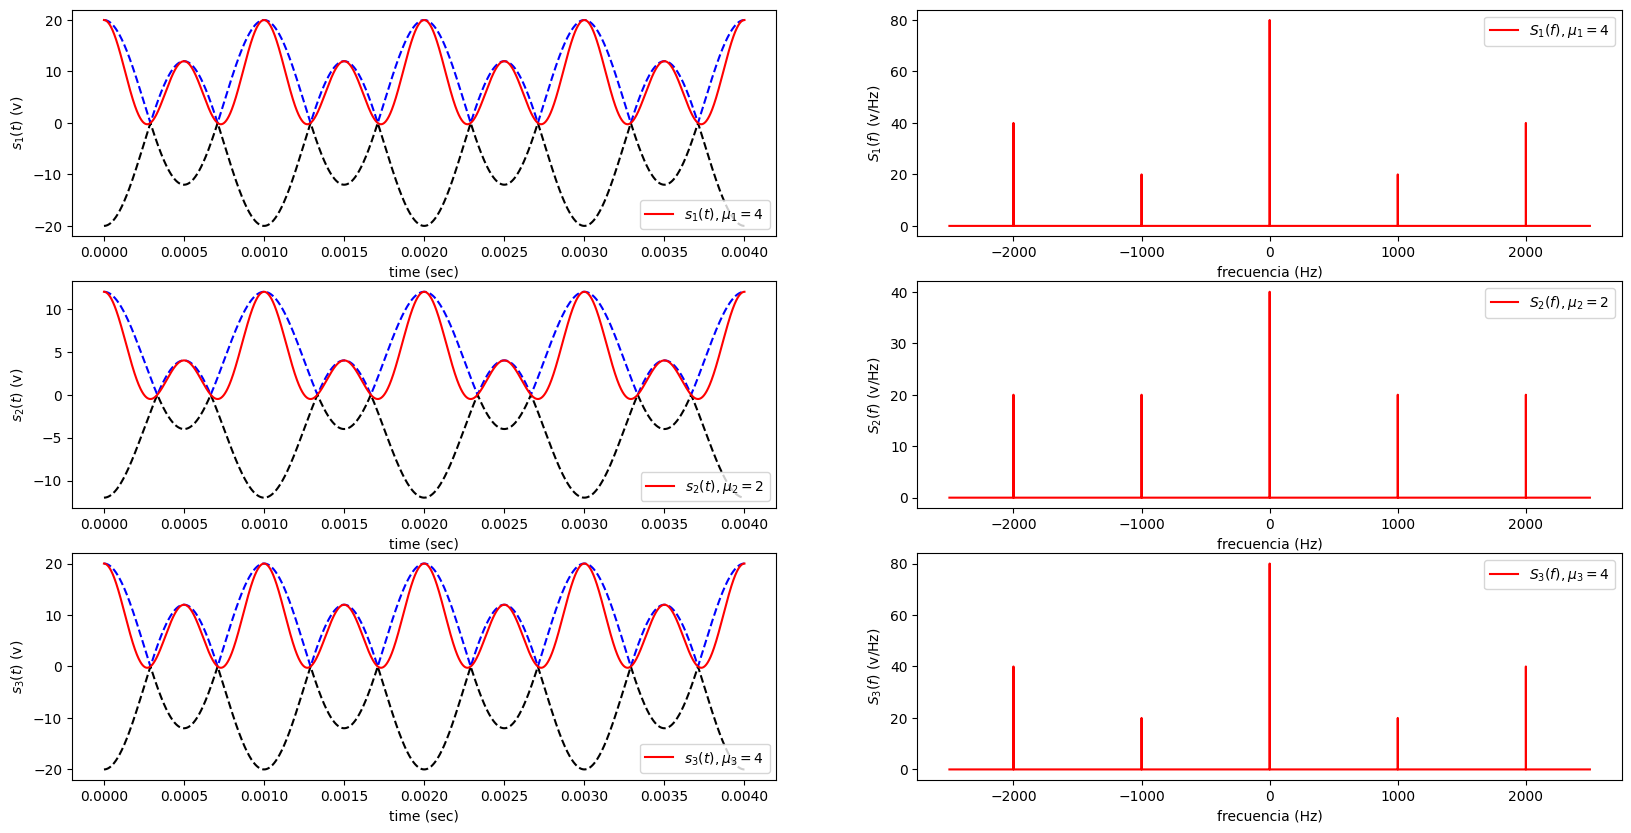 20
10
0
−10
−20
s₁(t) (v)
s₁(t), μ₁ = 4
0.0000 0.0005 0.0010 0.0015 0.0020 0.0025 0.0030 0.0035 0.0040
time (sec)
80
60
40
20
0
S₁(f) (v/Hz)
S₁(f), μ₁ = 4
−2000 −1000 0 1000 2000
frecuencia (Hz)
10
5
0
−5
−10
s₂(t) (v)
s₂(t), μ₂ = 2
0.0000 0.0005 0.0010 0.0015 0.0020 0.0025 0.0030 0.0035 0.0040
time (sec)
40
30
20
10
0
S₂(f) (v/Hz)
S₂(f), μ₂ = 2
−2000 −1000 0 1000 2000
frecuencia (Hz)
20
10
0
−10
−20
s₃(t) (v)
s₃(t), μ₃ = 4
0.0000 0.0005 0.0010 0.0015 0.0020 0.0025 0.0030 0.0035 0.0040
time (sec)
80
60
40
20
0
S₃(f) (v/Hz)
S₃(f), μ₃ = 4
−2000 −1000 0 1000 2000
frecuencia (Hz)